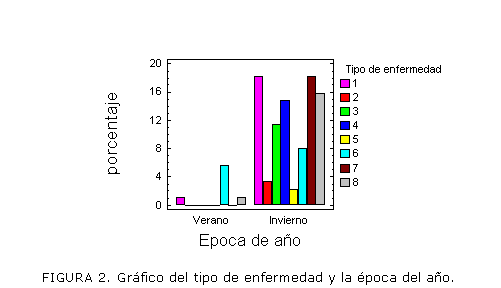 20
16
12
8
4
0
porcentaje
Verano
Invierno
Epoca de año
Tipo de enfermedad
1
2
3
4
5
6
7
8
FIGURA 2. Gráfico del tipo de enfermedad y la época del año.